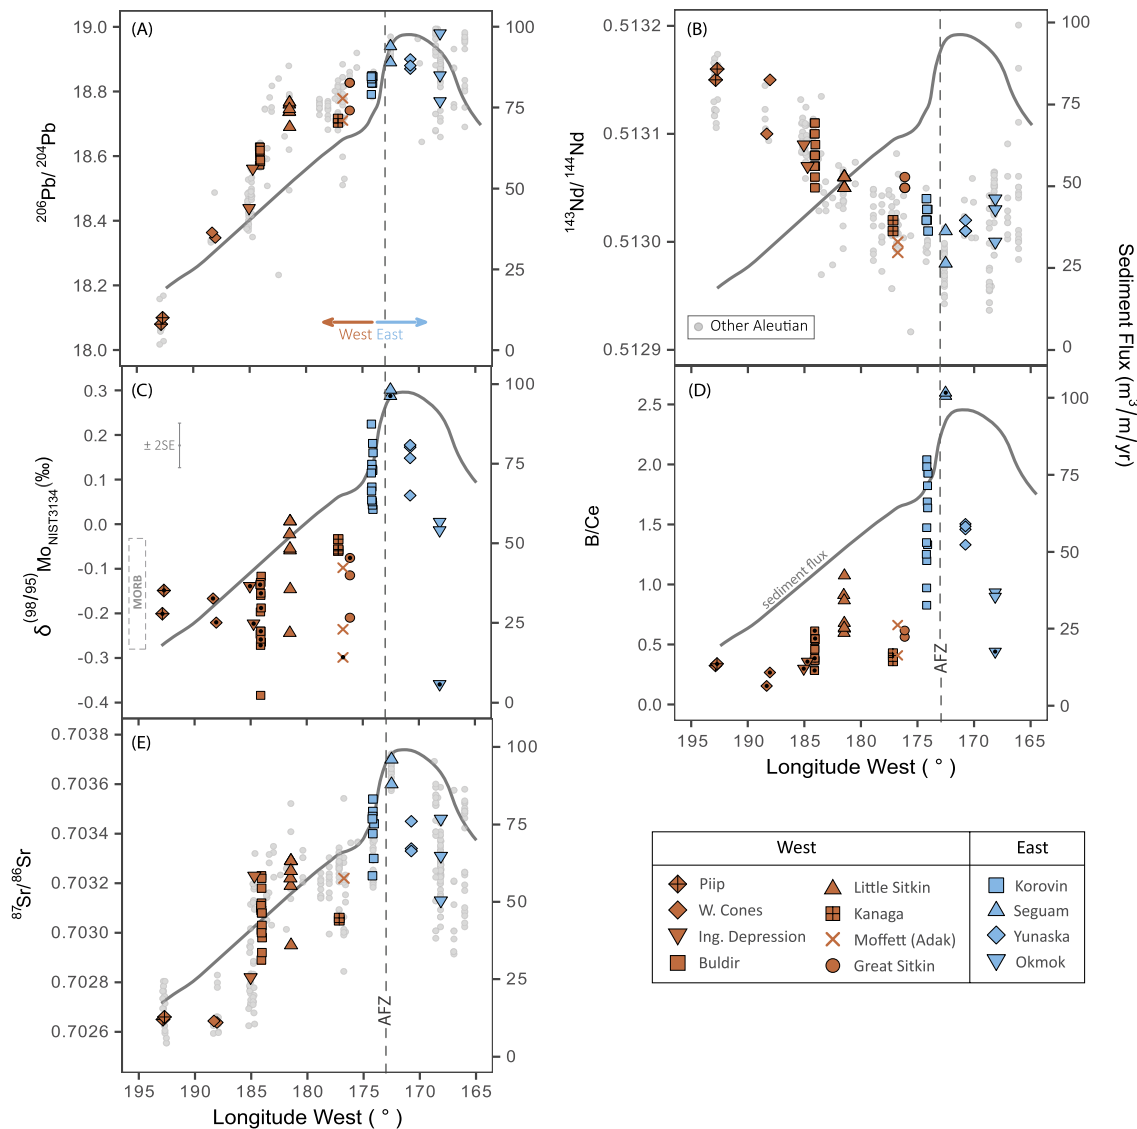 (A)
19.0
18.8
18.6
18.4
18.2
18.0
206Pb/ 204Pb
100
75
50
25
0
West East
(B)
0.5132
0.5131
0.5130
0.5129
143Nd/ 144Nd
Other Aleutian
100
75
50
25
0
Sediment Flux (m3/m/yr)
(C)
0.3
0.2
0.1
0.0
-0.1
-0.2
-0.3
-0.4
δ(98/95)MoNIST3134(‰)
± 2SE
MORB
100
75
50
25
0
(D)
2.5
2.0
1.5
1.0
0.5
0.0
B/Ce
sediment flux
AFZ
100
75
50
25
0
195 190 185 180 175 170 165
Longitude West ( ° )
(E)
0.7038
0.7036
0.7034
0.7032
0.7030
0.7028
0.7026
87Sr/86Sr
AFZ
100
75
50
25
0
195 190 185 180 175 170 165
Longitude West ( ° )
West East
Piip
W. Cones
Ing. Depression
Buldir
Little Sitkin
Kanaga
Moffett (Adak)
Great Sitkin
Korovin
Seguam
Yunaska
Okmok